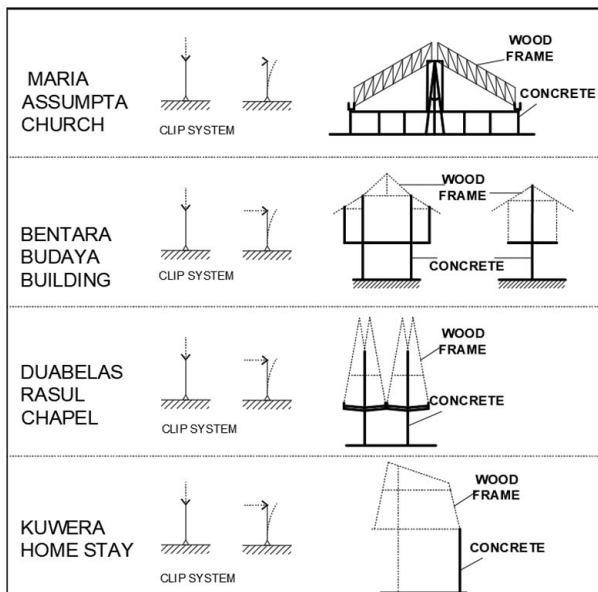 MARIA
ASSUMPTA
CHURCH
CLIP SYSTEM
WOOD
FRAME
CONCRETE
BENTARA
BUDAYA
BUILDING
CLIP SYSTEM
WOOD
FRAME
CONCRETE
DUABELAS
RASUL
CHAPEL
CLIP SYSTEM
WOOD
FRAME
CONCRETE
KUWERA
HOME STAY
CLIP SYSTEM
WOOD
FRAME
CONCRETE